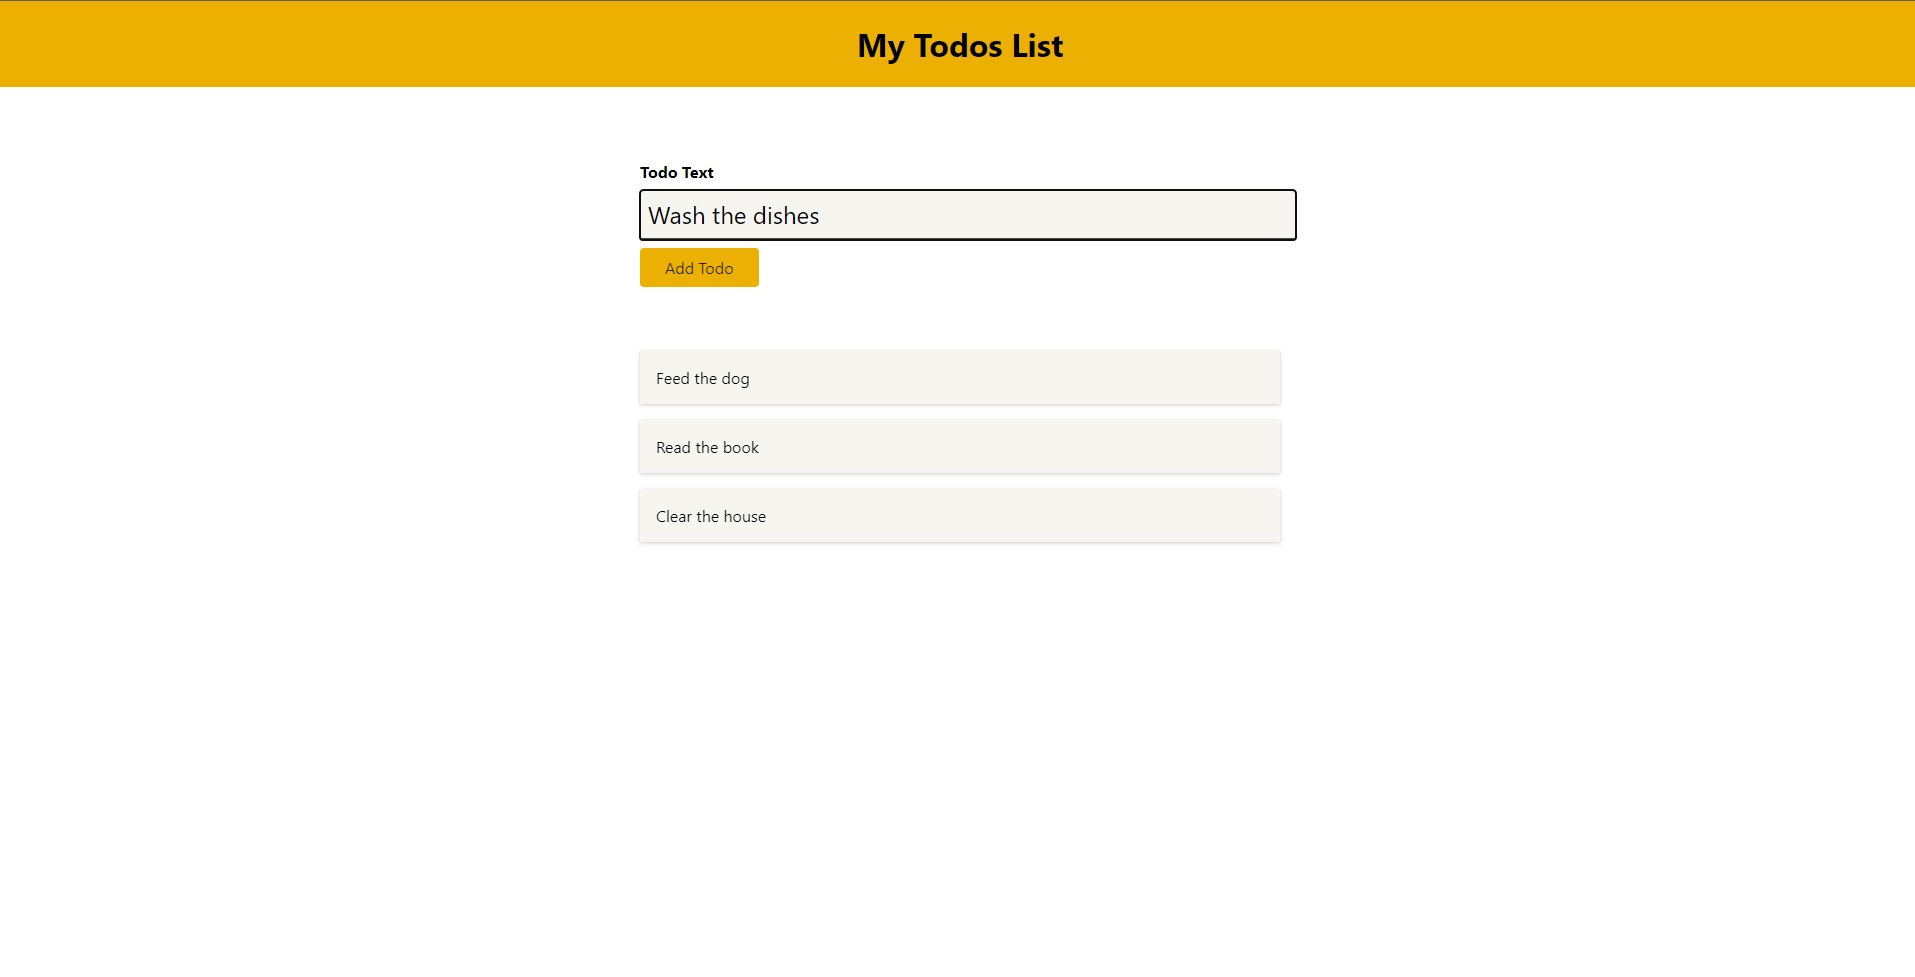 My Todos List
Todo Text
Wash the dishes
Add Todo
Feed the dog
Read the book
Clear the house